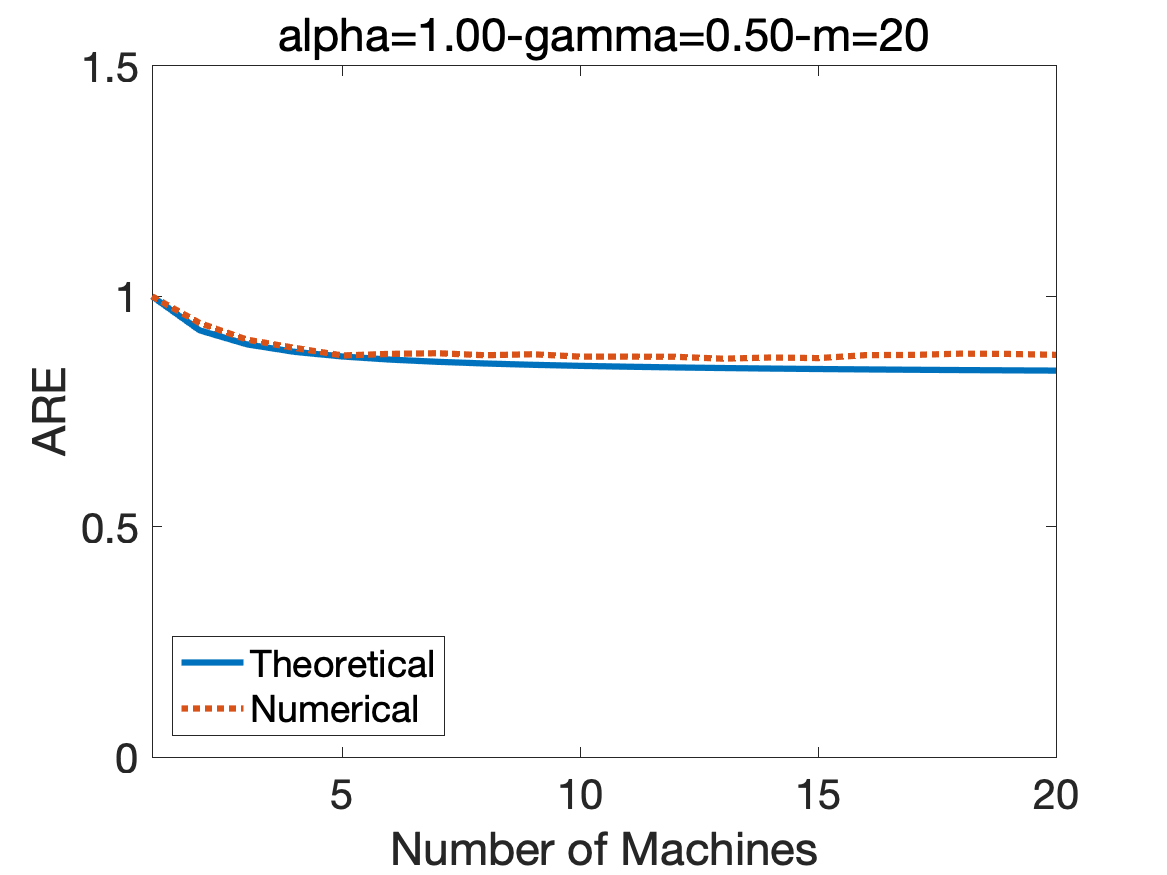 alpha=1.00-gamma=0.50-m=20
1.5
1
0.5
0
ARE
Theoretical
Numerical
5 10 15 20
Number of Machines